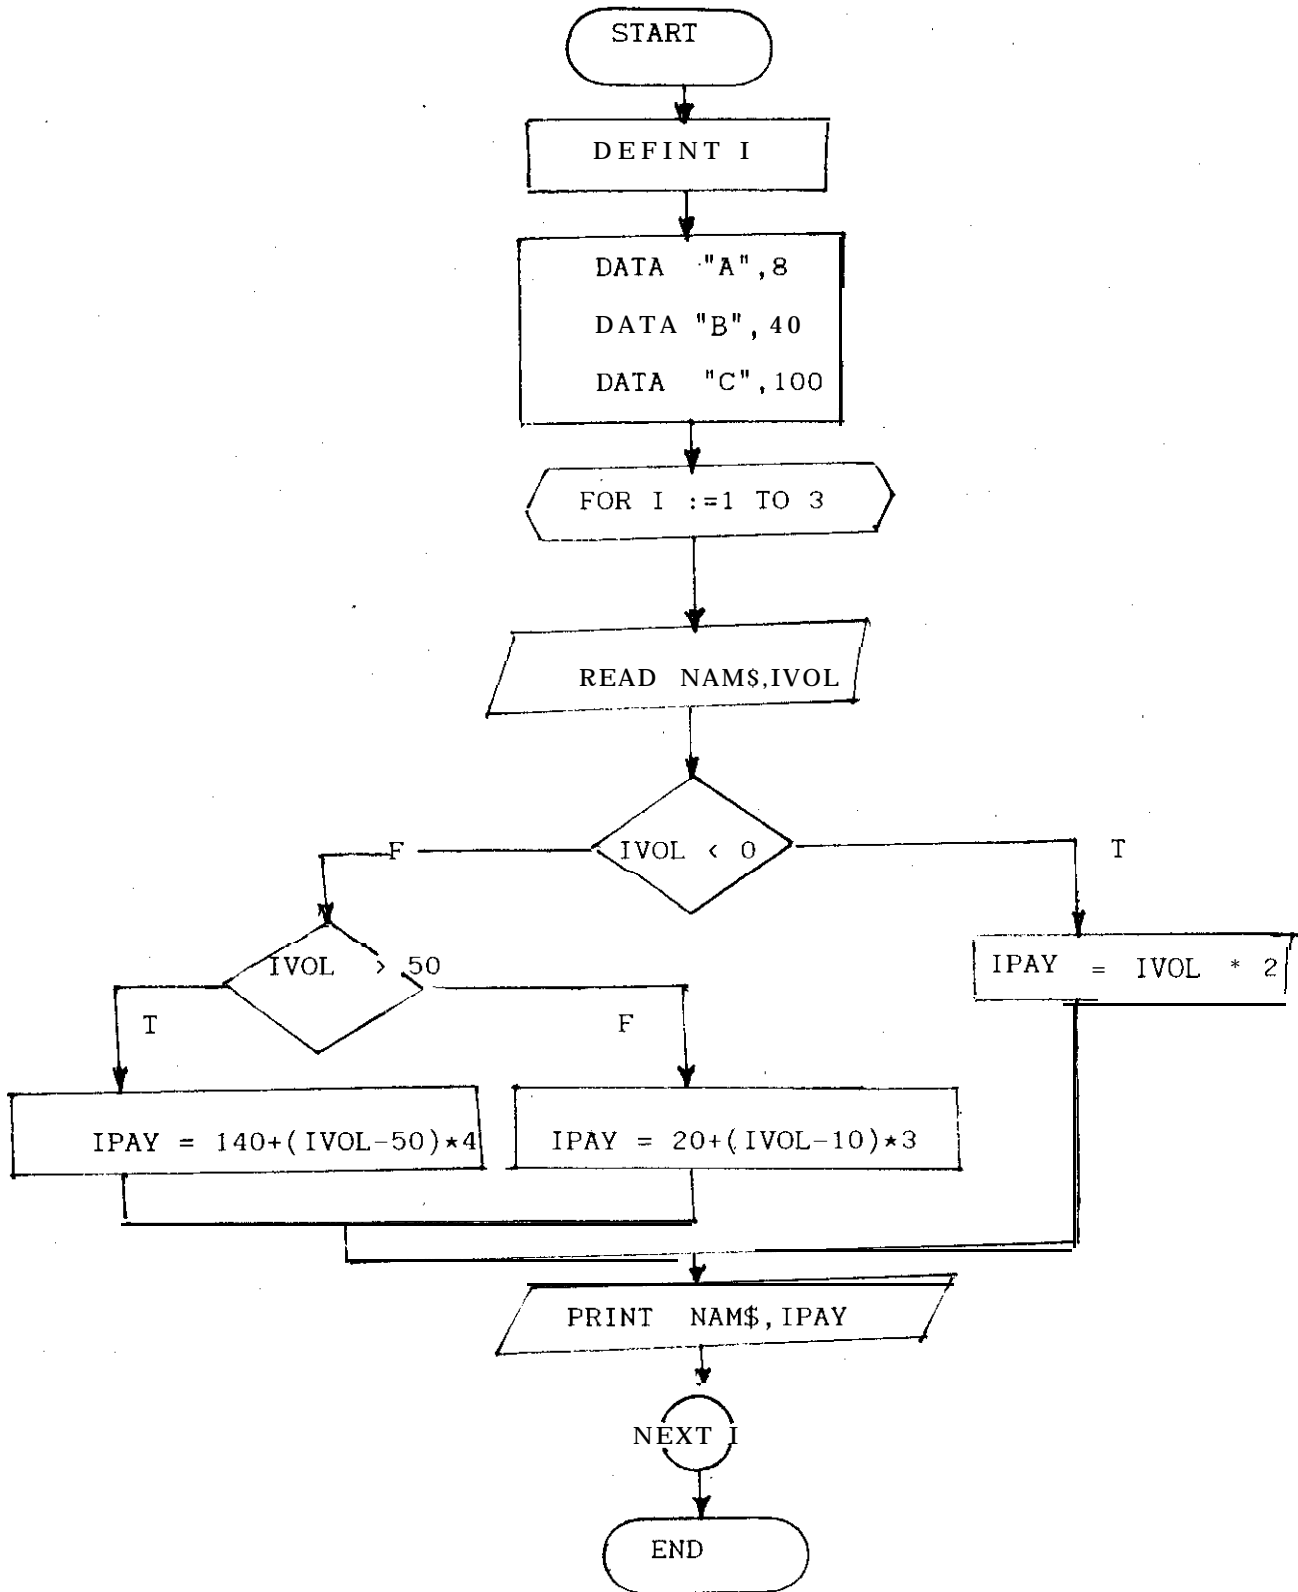 START
DEFINT I
DATA "A",8
DATA "B", 40
DATA "C",100
FOR I :=1 TO 3
READ NAM$,IVOL
IVOL < 0
F
T
IVOL > 50
IPAY = IVOL * 2
T
F
IPAY = 140+(IVOL-50)*4
IPAY = 20+(IVOL-10)*3
PRINT NAM$,IPAY
NEXT I
END